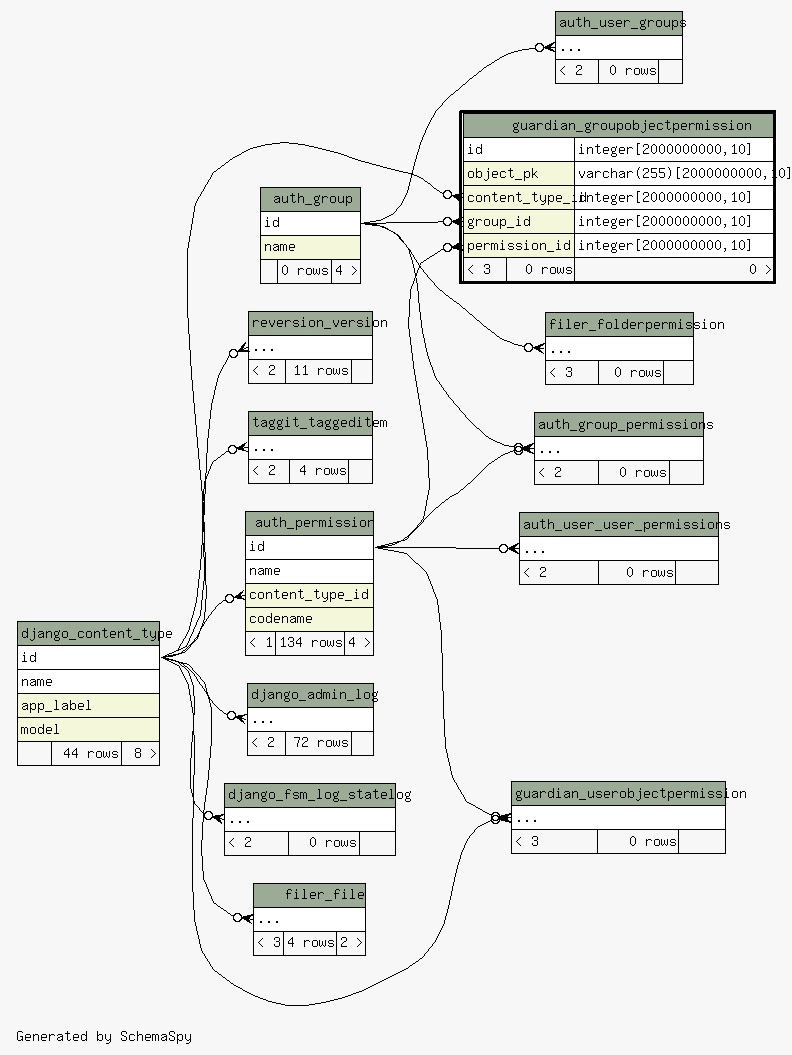 auth_user_groups
...
< 2 0 rows
guardian_groupobjectpermission
id integer[2000000000,10]
object_pk varchar(255)[2000000000,10]
content_type_id integer[2000000000,10]
group_id integer[2000000000,10]
permission_id integer[2000000000,10]
< 3 0 rows 0 >
auth_group
id
name
0 rows 4 >
reversion_version
...
< 2 11 rows
filer_folderpermission
...
< 3 0 rows
taggit_taggeditem
...
< 2 4 rows
auth_group_permissions
...
< 2 0 rows
auth_permission
id
name
content_type_id
codename
< 1 134 rows 4 >
auth_user_user_permissions
...
< 2 0 rows
django_content_type
id
name
app_label
model
44 rows 8 >
django_admin_log
...
< 2 72 rows
django_fsm_log_statelog
...
< 2 0 rows
guardian_userobjectpermission
...
< 3 0 rows
filer_file
...
< 3 4 rows 2 >
Generated by SchemaSpy